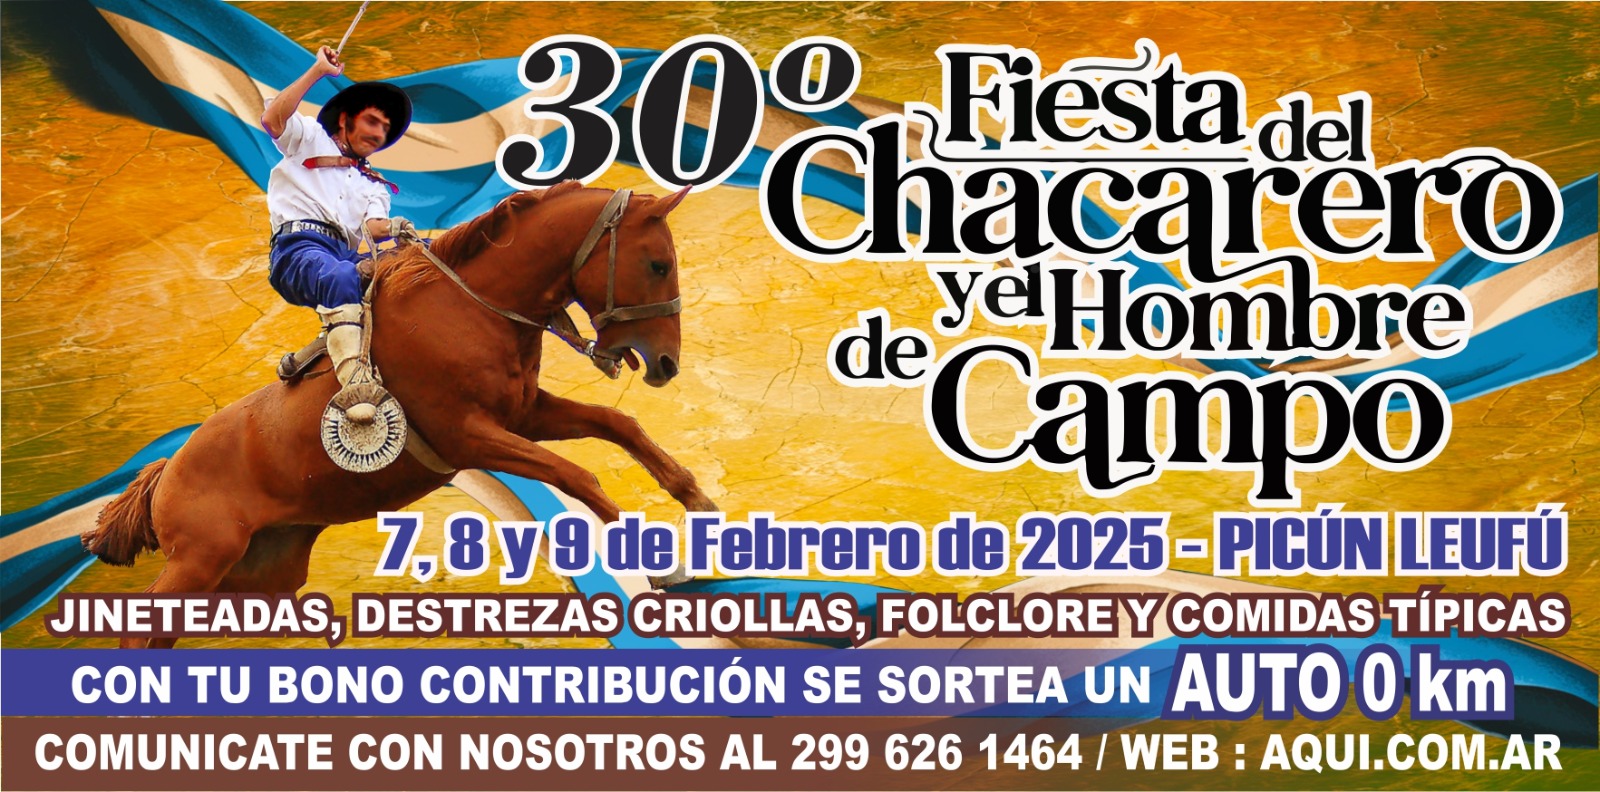 30º
Fiesta del
Chacarero
y el Hombre
de Campo
7, 8 y 9 de Febrero de 2025 - PICÚN LEUFÚ
JINETEADAS, DESTREZAS CRIOLLAS, FOLCLORE Y COMIDAS TÍPICAS
CON TU BONO CONTRIBUCIÓN SE SORTEA UN AUTO 0 km
COMUNICATE CON NOSOTROS AL 299 626 1464 / WEB : AQUI.COM.AR